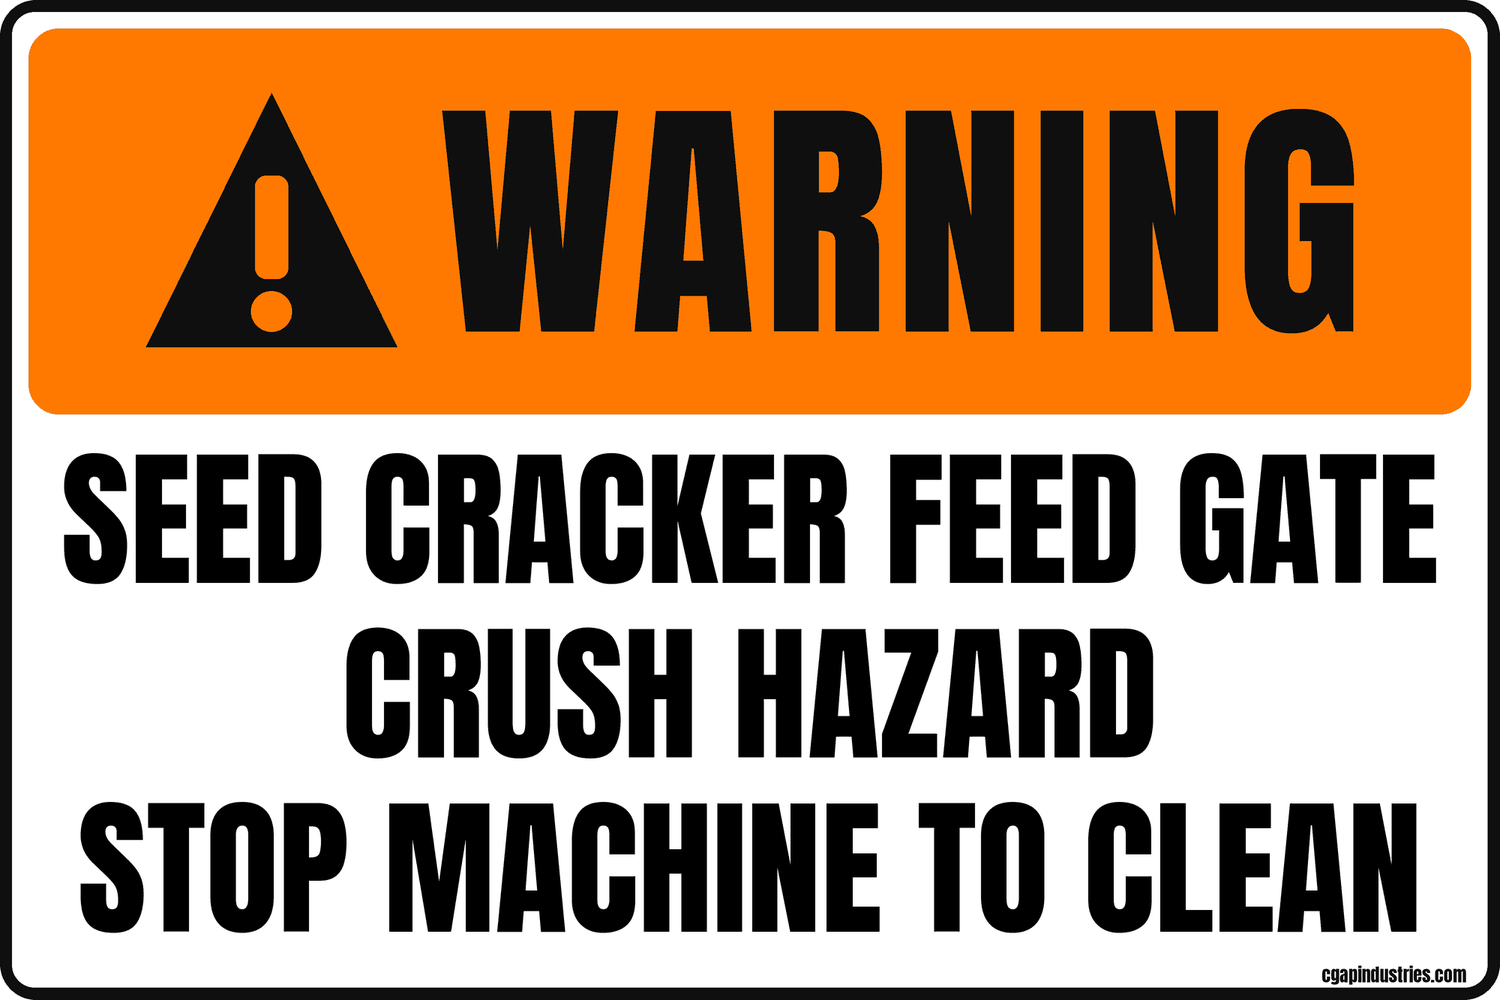 WARNING
SEED CRACKER FEED GATE
CRUSH HAZARD
STOP MACHINE TO CLEAN
cgapindustries.com